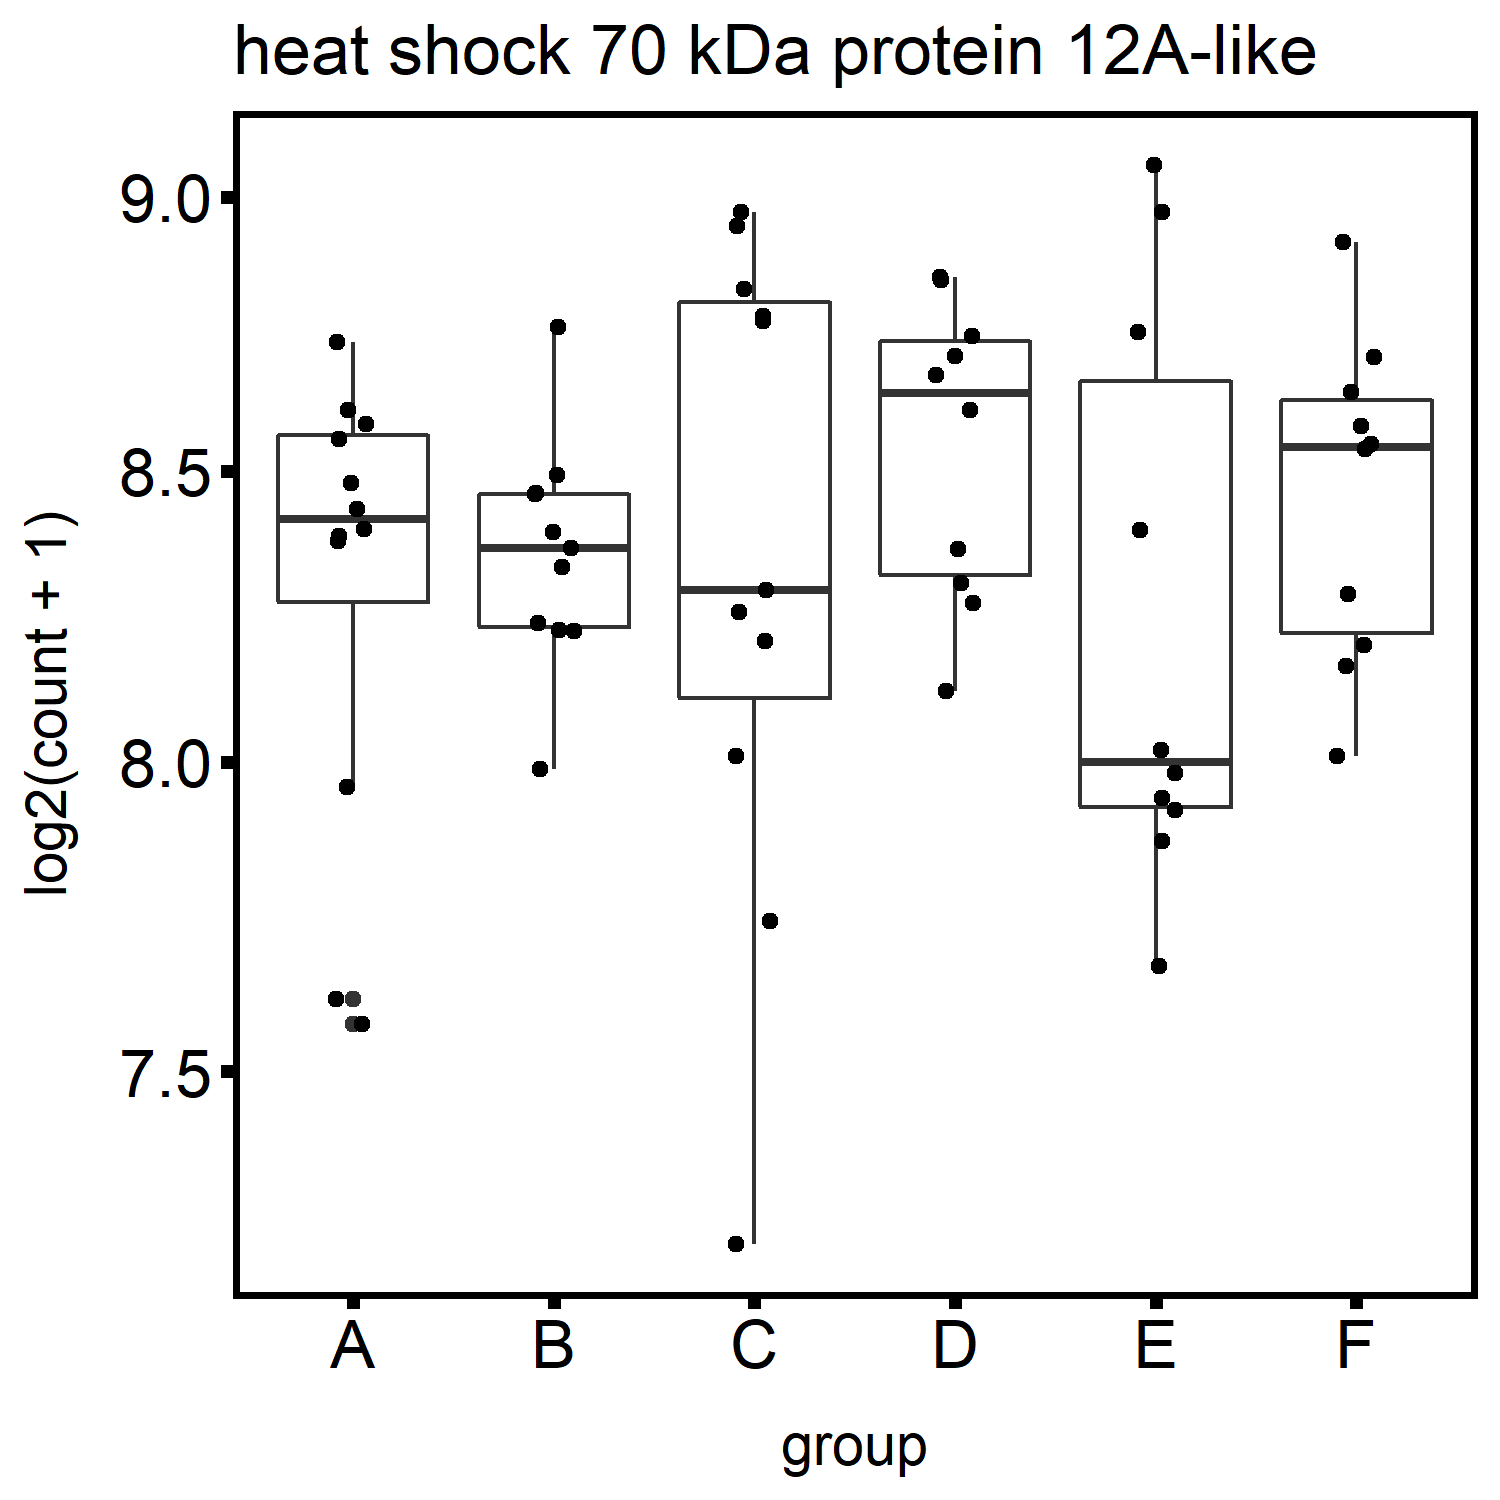 heat shock 70 kDa protein 12A-like
log2(count + 1)
9.0
8.5
8.0
7.5
A B C D E F
group